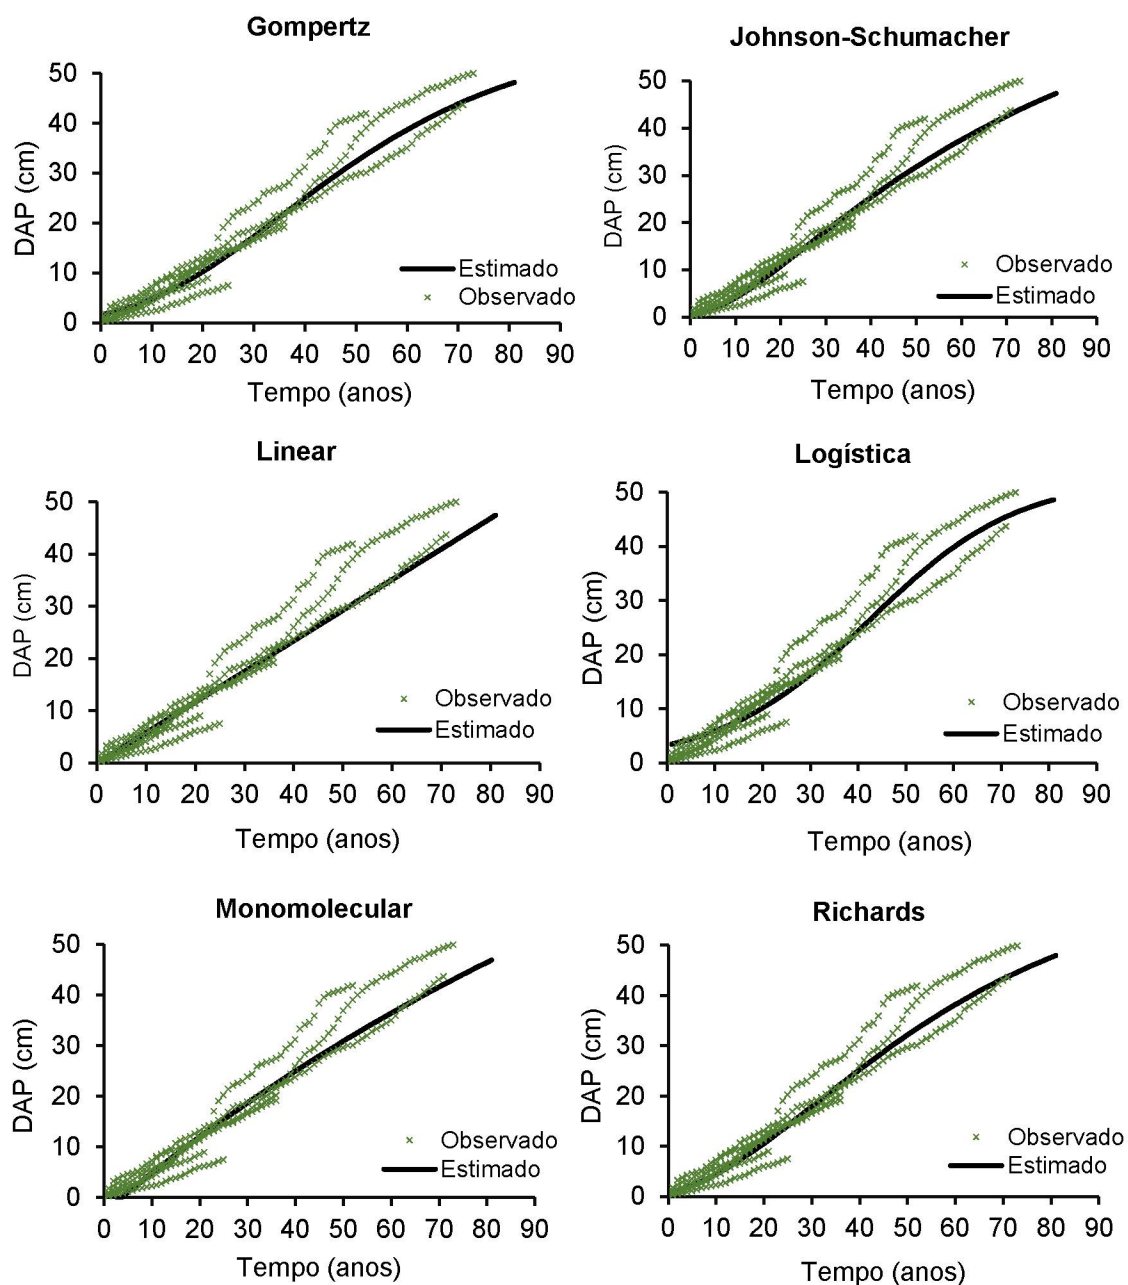 Gompertz
DAP (cm)
50
40
30
20
10
0
Estimado
Observado
0 10 20 30 40 50 60 70 80 90
Tempo (anos)
Johnson-Schumacher
DAP (cm)
50
40
30
20
10
0
Observado
Estimado
0 10 20 30 40 50 60 70 80 90
Tempo (anos)
Linear
DAP (cm)
50
40
30
20
10
0
Observado
Estimado
0 10 20 30 40 50 60 70 80 90
Tempo (anos)
Logística
DAP (cm)
50
40
30
20
10
0
Observado
Estimado
0 10 20 30 40 50 60 70 80 90
Tempo (anos)
Monomolecular
DAP (cm)
50
40
30
20
10
0
Observado
Estimado
0 10 20 30 40 50 60 70 80 90
Tempo (anos)
Richards
DAP (cm)
50
40
30
20
10
0
Observado
Estimado
0 10 20 30 40 50 60 70 80 90
Tempo (anos)